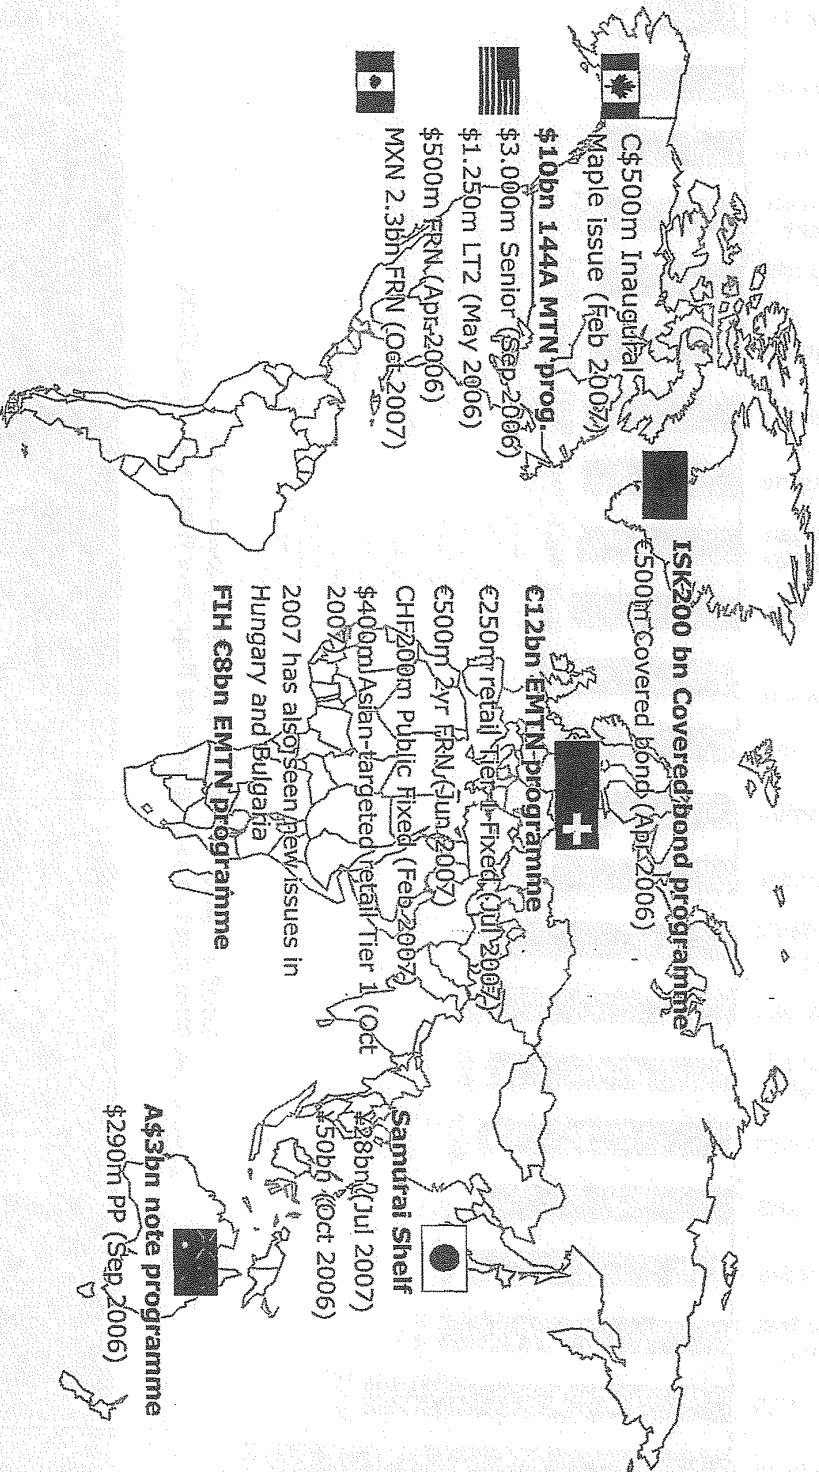 C$500m Inaugural
Maple issue (Feb 2007)
$10bn 144A MTN prog.
$3.000m Senior (Sep 2006)
$1.250m LT2 (May 2006)
$500m FRN (Apr 2006)
MXN 2.3bn FRN (Oct 2007)
ISK200 bn Covered bond programme
€500m Covered bond (Apr 2006)
€12bn EMTN programme
€250m retail Tier 1 Fixed (Jul 2007)
€500m 2yr FRN (Jun 2007)
CHF200m Public Fixed (Feb 2007)
$400m Asian-targeted retail Tier 1 (Oct
2007)
2007 has also seen new issues in
Hungary and Bulgaria
FIH €8bn EMTN programme
Samurai Shelf
¥28bn (Jul 2007)
¥50bn (Oct 2006)
A$3bn note programme
$290m PP (Sep 2006)